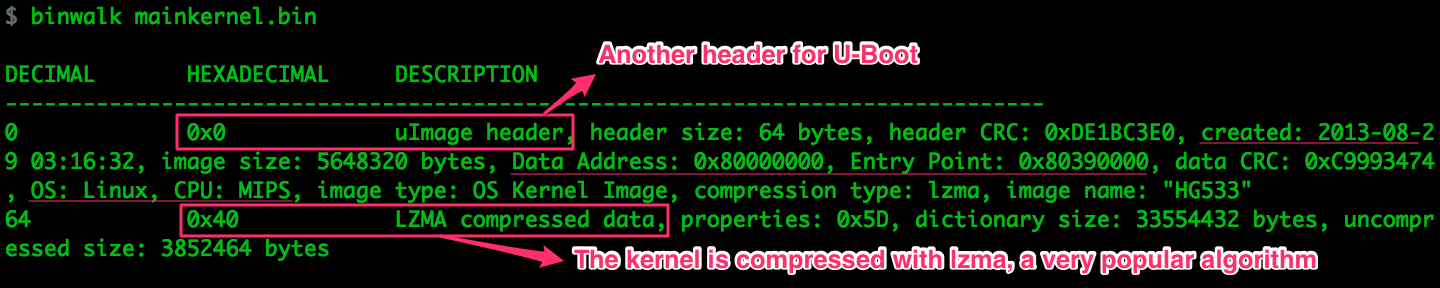 $ binwalk mainkernel.bin
Another header for U-Boot
DECIMAL HEXADECIMAL DESCRIPTION
--------------------------------------------------------------------------------
0 0x0 uImage header, header size: 64 bytes, header CRC: 0xDE1BC3E0, created: 2013-08-2
9 03:16:32, image size: 5648320 bytes, Data Address: 0x80000000, Entry Point: 0x80390000, data CRC: 0xC9993474
, OS: Linux, CPU: MIPS, image type: OS Kernel Image, compression type: lzma, image name: "HG533"
64 0x40 LZMA compressed data, properties: 0x5D, dictionary size: 33554432 bytes, uncompr
essed size: 3852464 bytes
The kernel is compressed with lzma, a very popular algorithm